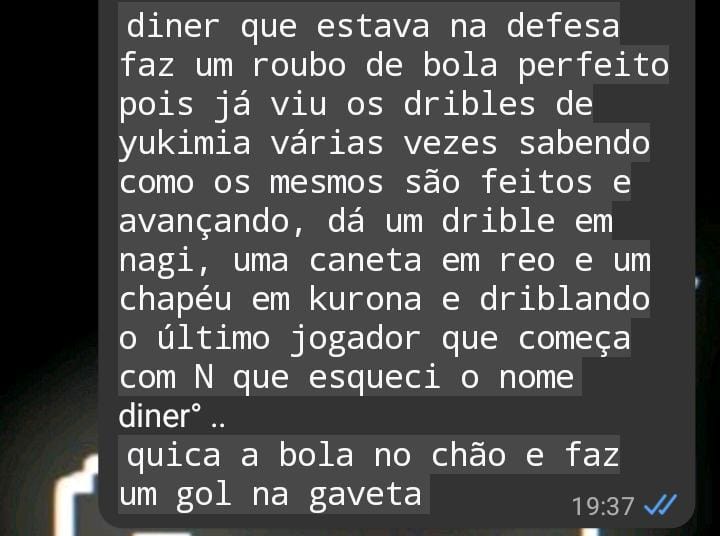 diner que estava na defesa
faz um roubo de bola perfeito
pois já viu os dribles de
yukimia várias vezes sabendo
como os mesmos são feitos e
avançando, dá um drible em
nagi, uma caneta em reo e um
chapéu em kurona e driblando
o último jogador que começa
com N que esqueci o nome
diner° ..
quica a bola no chão e faz
um gol na gaveta
19:37